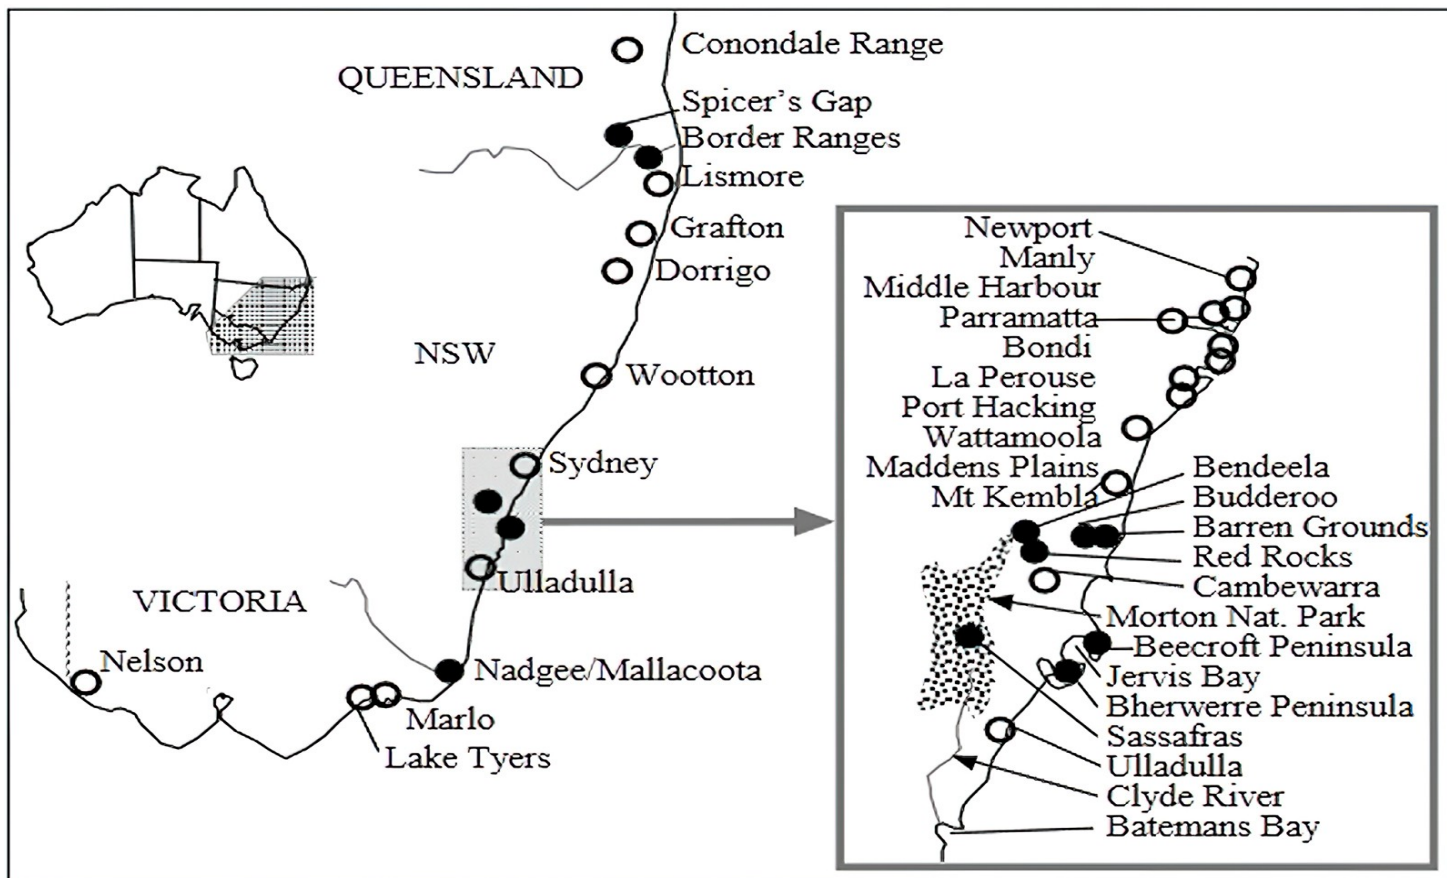 Conondale Range
QUEENSLAND
Spicer's Gap
Border Ranges
Lismore
Grafton
Dorrigo
NSW
Wootton
Sydney
Ulladulla
VICTORIA
Nelson
Nadgee/Mallacoota
Marlo
Lake Tyers
Newport
Manly
Middle Harbour
Parramatta
Bondi
La Perouse
Port Hacking
Wattamoola
Maddens Plains
Mt Kembla
Bendeela
Budderoo
Barren Grounds
Red Rocks
Cambewarra
Morton Nat. Park
Beecroft Peninsula
Jervis Bay
Bherwerre Peninsula
Sassafras
Ulladulla
Clyde River
Batemans Bay